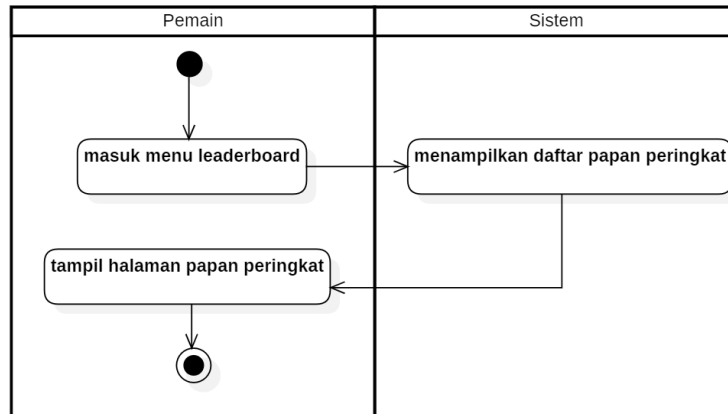 Pemain
Sistem
masuk menu leaderboard
menampilkan daftar papan peringkat
tampil halaman papan peringkat